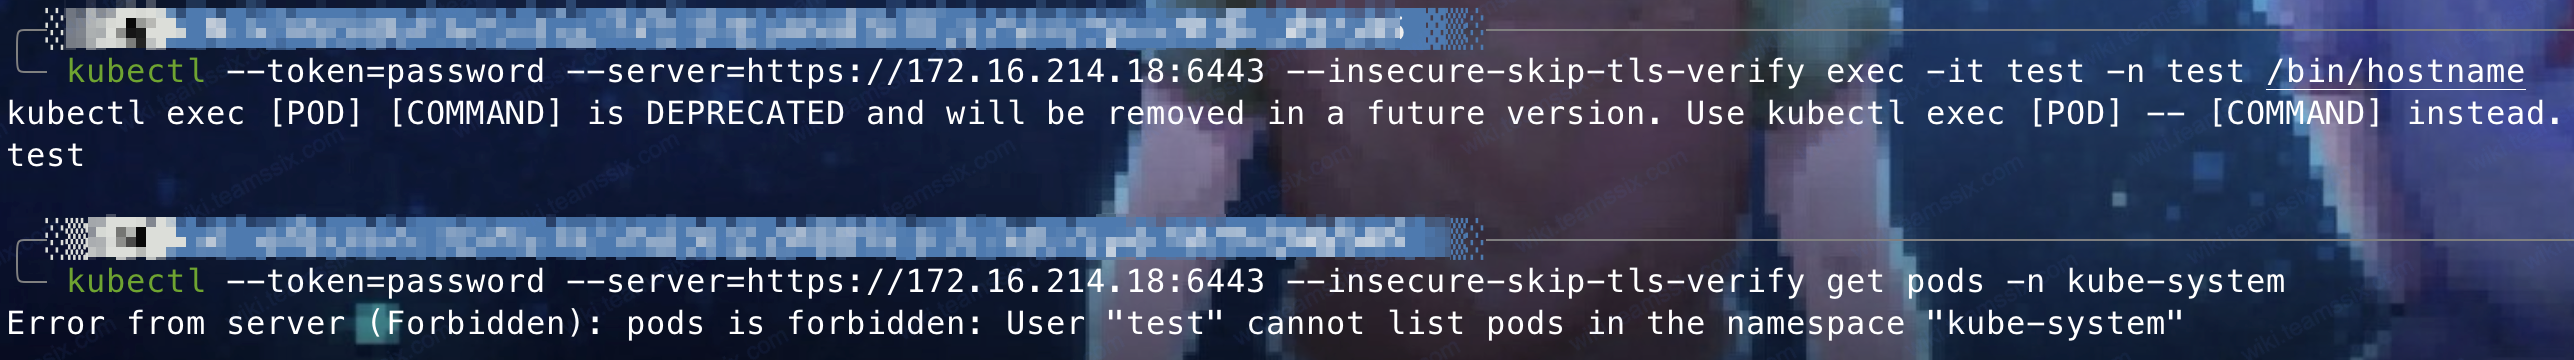 kubectl --token=password --server=https://172.16.214.18:6443 --insecure-skip-tls-verify exec -it test -n test /bin/hostname
kubectl exec [POD] [COMMAND] is DEPRECATED and will be removed in a future version. Use kubectl exec [POD] -- [COMMAND] instead.
test
kubectl --token=password --server=https://172.16.214.18:6443 --insecure-skip-tls-verify get pods -n kube-system
Error from server (Forbidden): pods is forbidden: User "test" cannot list pods in the namespace "kube-system"